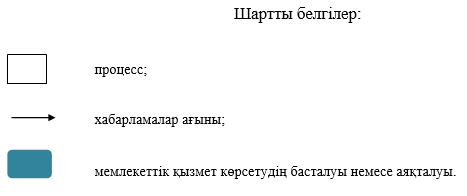 Шартты белгілер:
процесс;
хабарламалар ағыны;
мемлекеттік қызмет көрсетудің басталуы немесе аяқталуы.